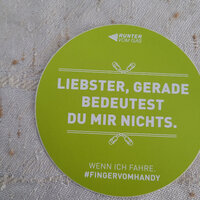 RUNTER
VOM GAS
LIEBSTER, GERADE
BEDEUTEST
DU MIR NICHTS.
WENN ICH FAHRE.
#FINGERVOMHANDY